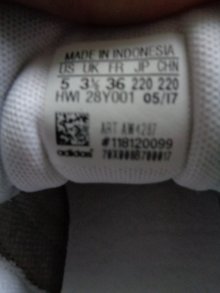 MADE IN INDONESIA
US UK FR JP CHN
5 3½ 36 220 220
HWI 28Y001 05/17
ART AW4287
#118120099
adidas